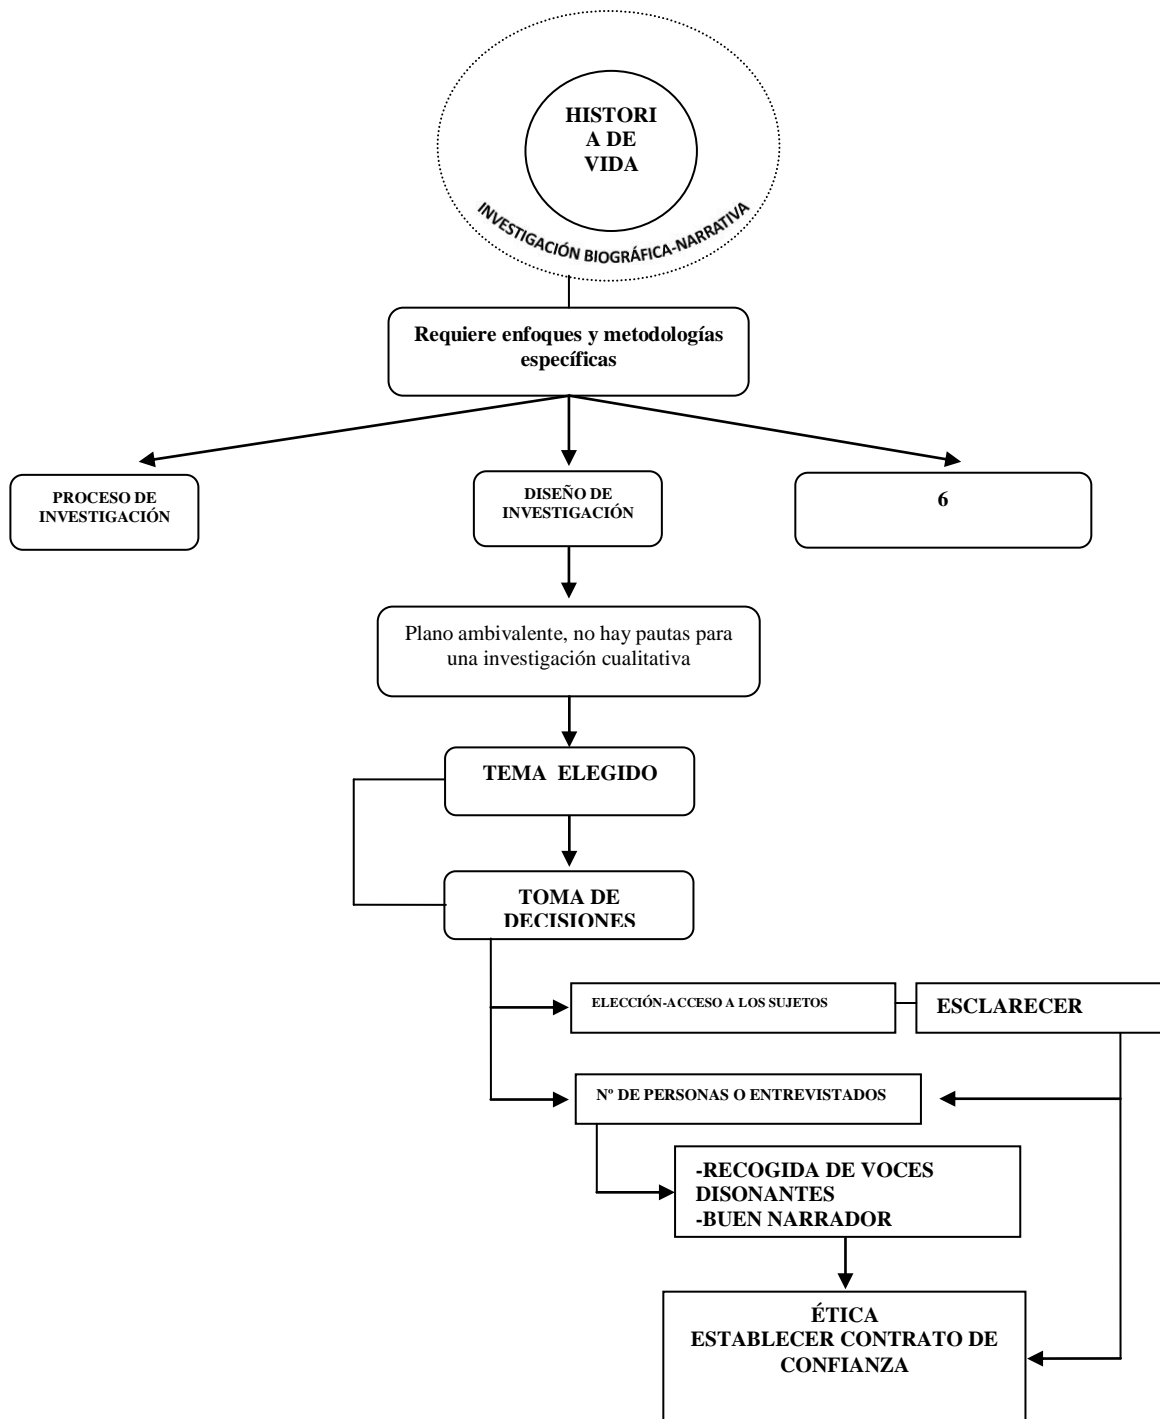 HISTORI
A DE
VIDA
INVESTIGACIÓN BIOGRÁFICA-NARRATIVA
Requiere enfoques y metodologías
específicas
PROCESO DE
INVESTIGACIÓN
DISEÑO DE
INVESTIGACIÓN
6
Plano ambivalente, no hay pautas para
una investigación cualitativa
TEMA ELEGIDO
TOMA DE
DECISIONES
ELECCIÓN-ACCESO A LOS SUJETOS
ESCLARECER
Nº DE PERSONAS O ENTREVISTADOS
-RECOGIDA DE VOCES
DISONANTES
-BUEN NARRADOR
ÉTICA
ESTABLECER CONTRATO DE
CONFIANZA